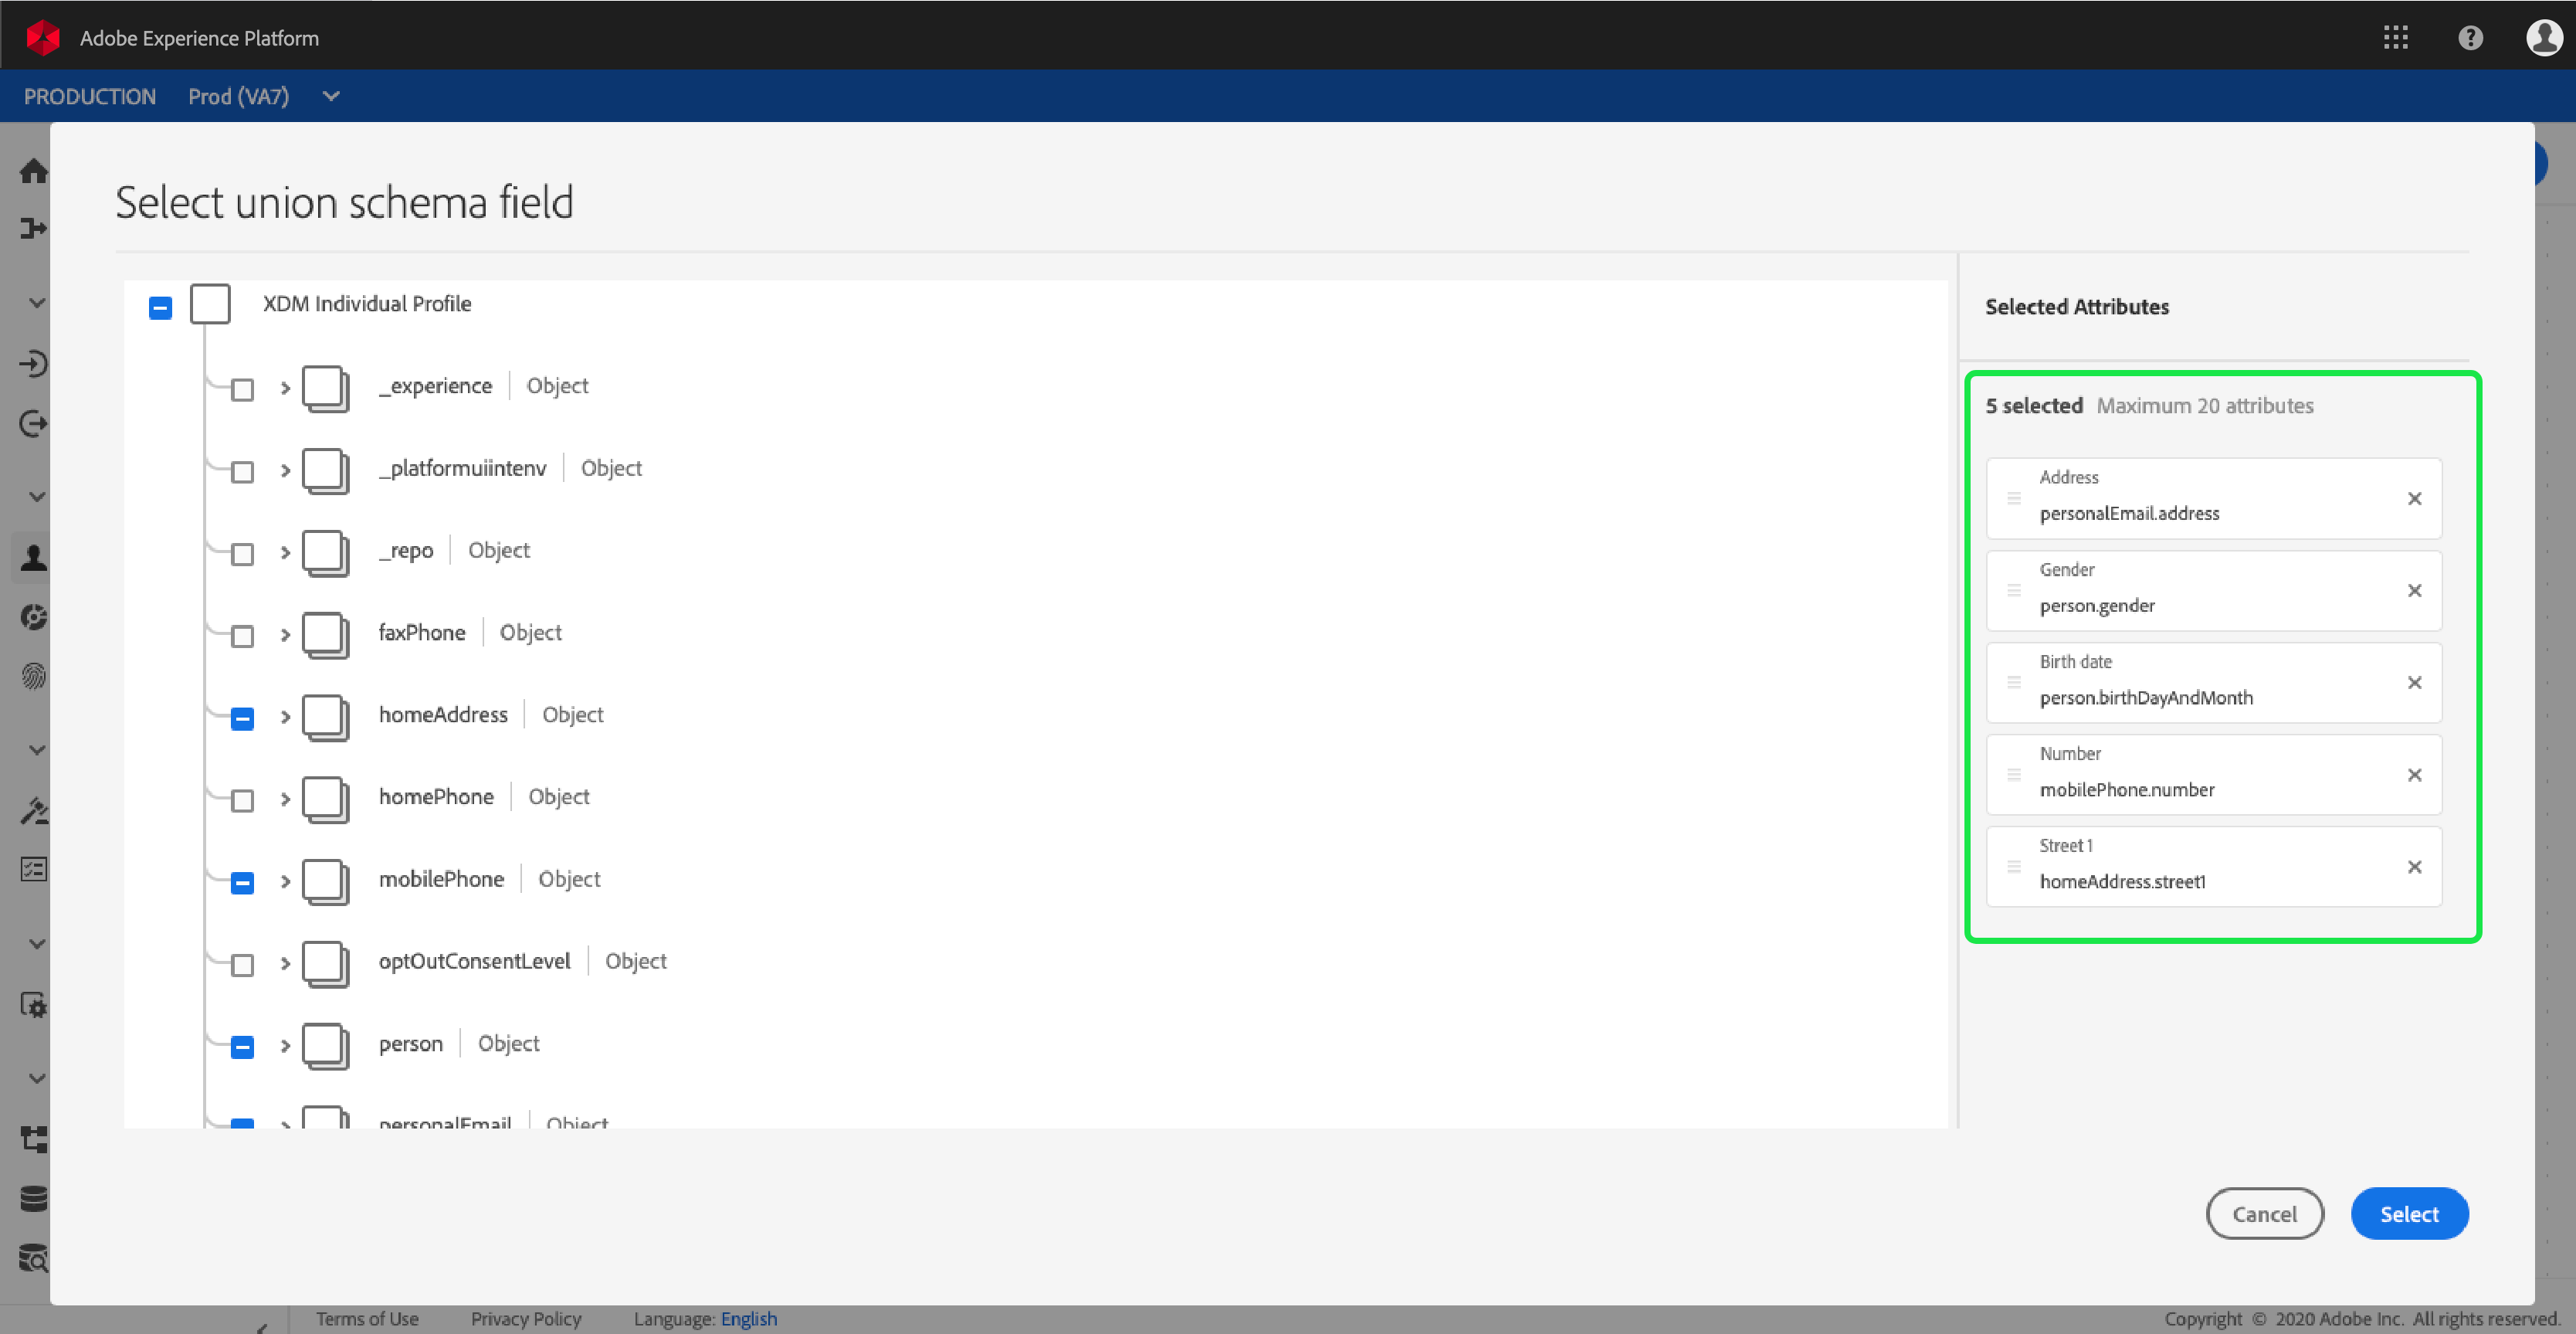 Adobe Experience Platform
PRODUCTION Prod (VA7)
Select union schema field
XDM Individual Profile
_experience Object
_platformuiintenv Object
_repo Object
faxPhone Object
homeAddress Object
homePhone Object
mobilePhone Object
optOutConsentLevel Object
person Object
personalEmail Object
Selected Attributes
5 selected Maximum 20 attributes
Address
personalEmail.address
Gender
person.gender
Birth date
person.birthDayAndMonth
Number
mobilePhone.number
Street 1
homeAddress.street1
Cancel Select
Terms of Use Privacy Policy Language: English Copyright © 2020 Adobe Inc. All rights reserved.